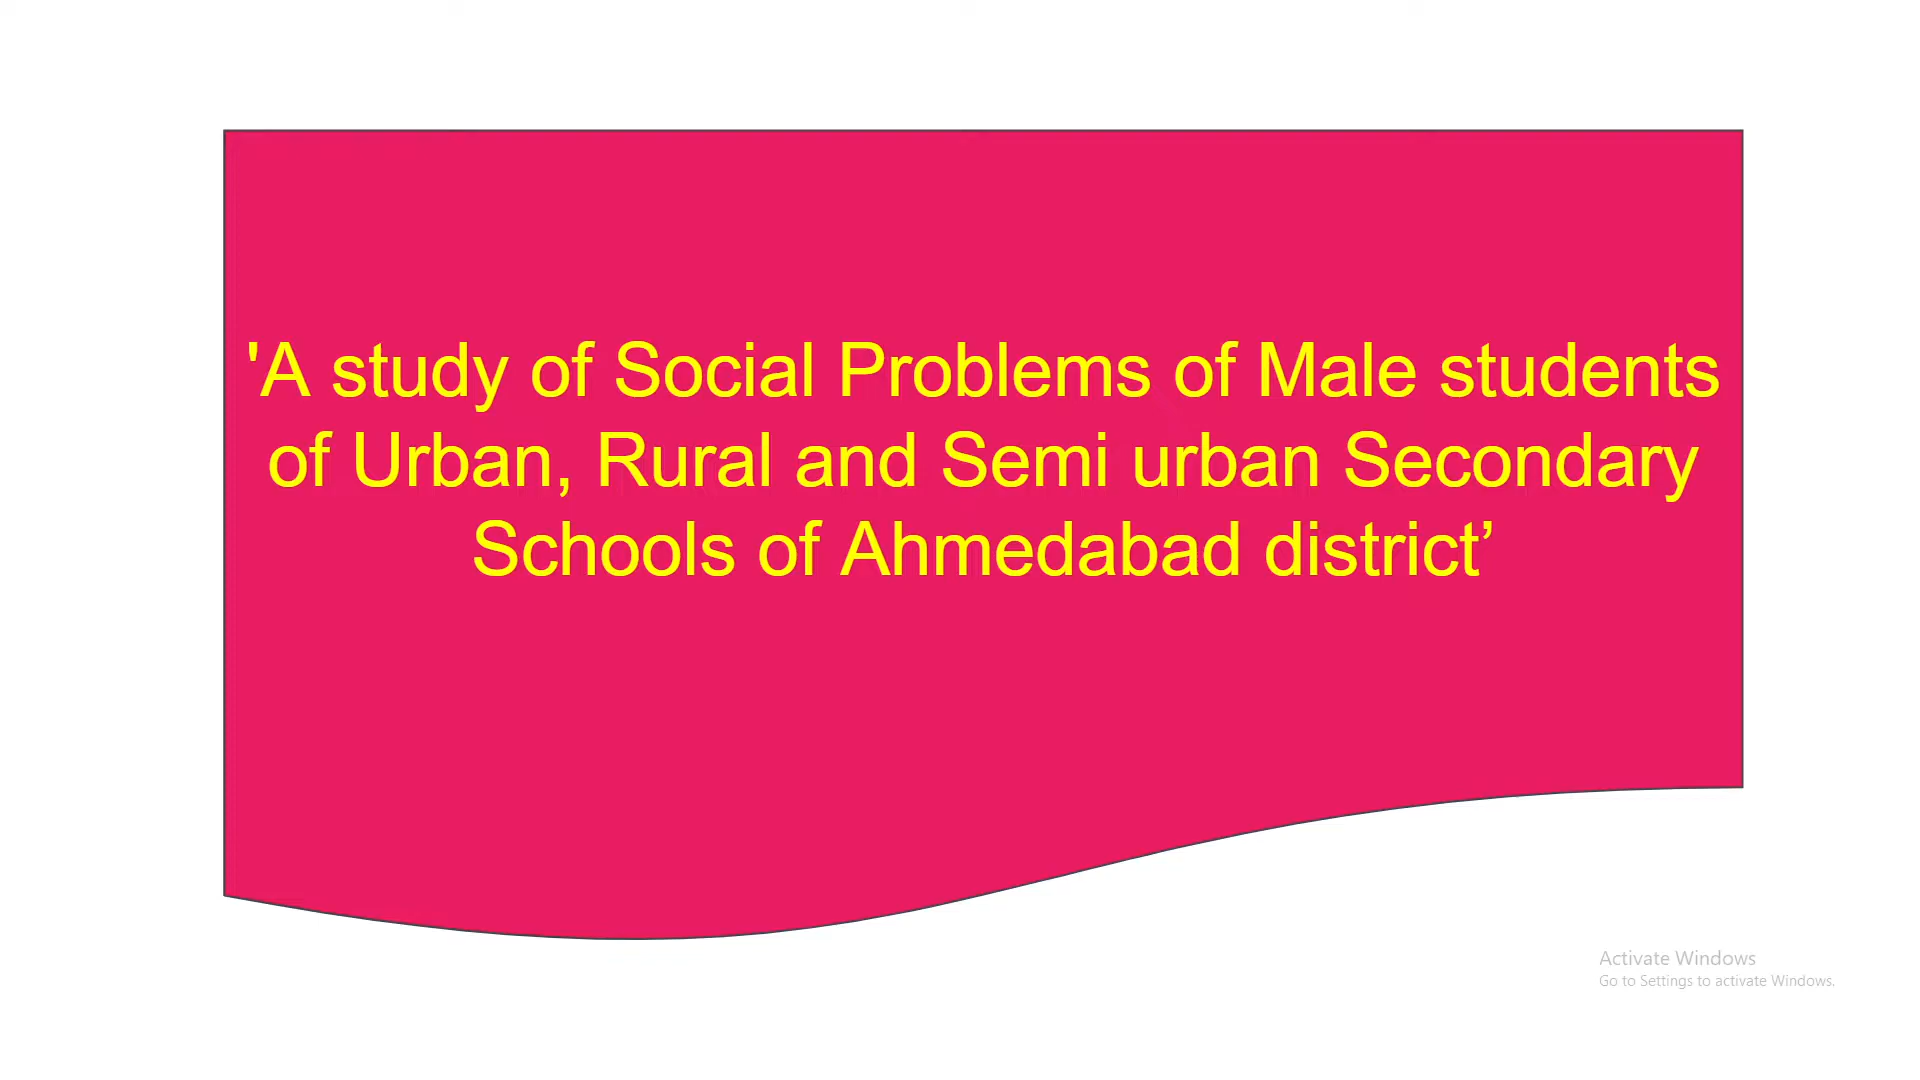 'A study of Social Problems of Male students
of Urban, Rural and Semi urban Secondary
Schools of Ahmedabad district’
Activate Windows
Go to Settings to activate Windows.